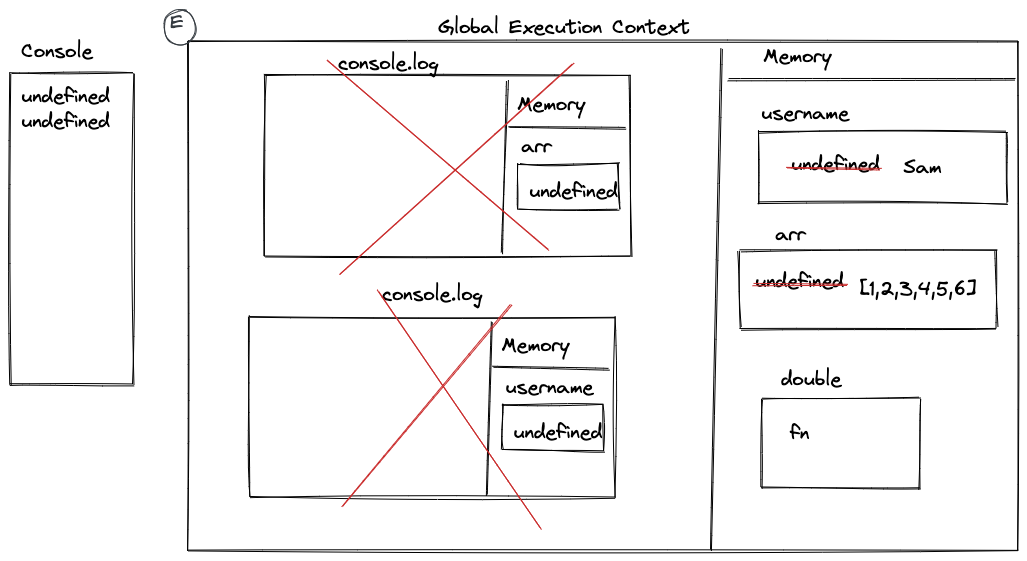 E
Global Execution Context
Console
undefined
undefined
console.log
Memory
arr
undefined
console.log
Memory
username
undefined
Memory
username
undefined Sam
arr
undefined [1,2,3,4,5,6]
double
fn